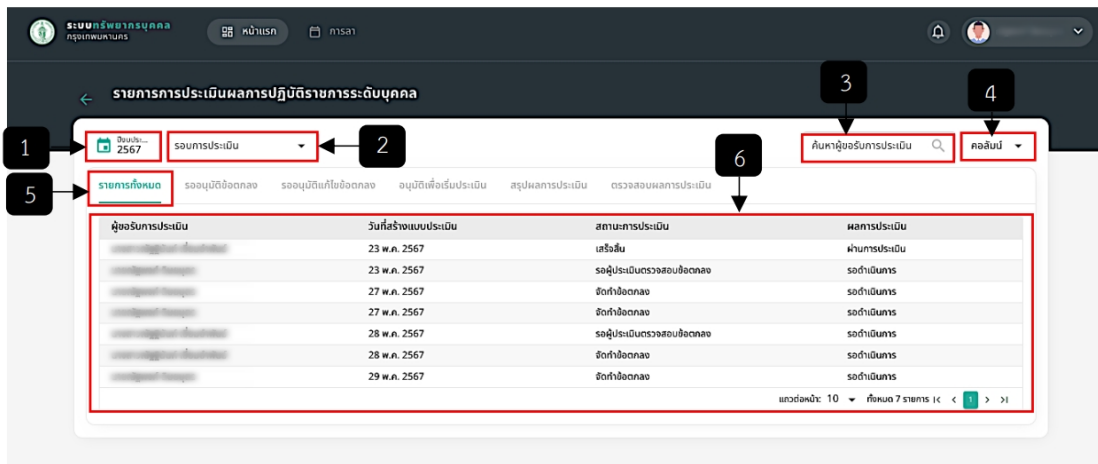 ระบบทรัพยากรบุคคล
กรุงเทพมหานคร
หน้าแรก
การลา
รายการการประเมินผลการปฏิบัติราชการระดับบุคคล
3
4
1
ปีงบประ...
2567
รอบการประเมิน
2
ค้นหาผู้ขอรับการประเมิน
คอลัมน์
6
5
รายการทั้งหมด รออนุมัติข้อตกลง รออนุมัติแก้ไขข้อตกลง อนุมัติเพื่อเริ่มประเมิน สรุปผลการประเมิน ตรวจสอบผลการประเมิน
ผู้ขอรับการประเมิน วันที่สร้างแบบประเมิน สถานะการประเมิน ผลการประเมิน
23 พ.ค. 2567 เสร็จสิ้น ผ่านการประเมิน
23 พ.ค. 2567 รอผู้ประเมินตรวจสอบข้อตกลง รอดำเนินการ
27 พ.ค. 2567 จัดทำข้อตกลง รอดำเนินการ
27 พ.ค. 2567 จัดทำข้อตกลง รอดำเนินการ
28 พ.ค. 2567 รอผู้ประเมินตรวจสอบข้อตกลง รอดำเนินการ
28 พ.ค. 2567 จัดทำข้อตกลง รอดำเนินการ
29 พ.ค. 2567 จัดทำข้อตกลง รอดำเนินการ
แถวต่อหน้า: 10 ทั้งหมด 7 รายการ 1